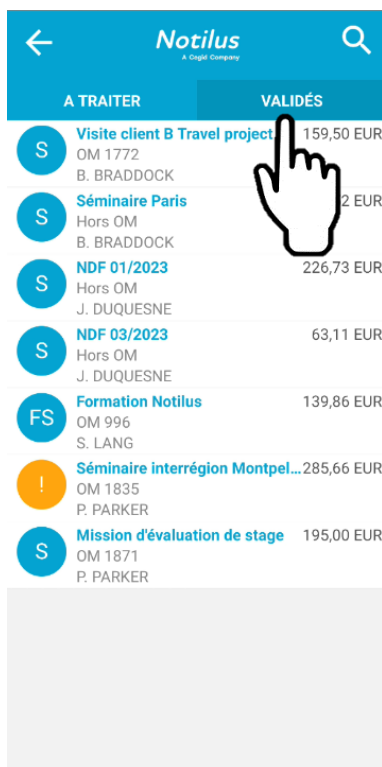 Notilus
A Cegid Company
A TRAITER
VALIDÉS
S
Visite client B Travel project
159,50 EUR
OM 1772
B. BRADDOCK
S
Séminaire Paris
EUR
Hors OM
B. BRADDOCK
S
NDF 01/2023
226,73 EUR
Hors OM
J. DUQUESNE
S
NDF 03/2023
63,11 EUR
Hors OM
J. DUQUESNE
FS
Formation Notilus
139,86 EUR
OM 996
S. LANG
!
Séminaire interrégion Montpel...
285,66 EUR
OM 1835
P. PARKER
S
Mission d'évaluation de stage
195,00 EUR
OM 1871
P. PARKER